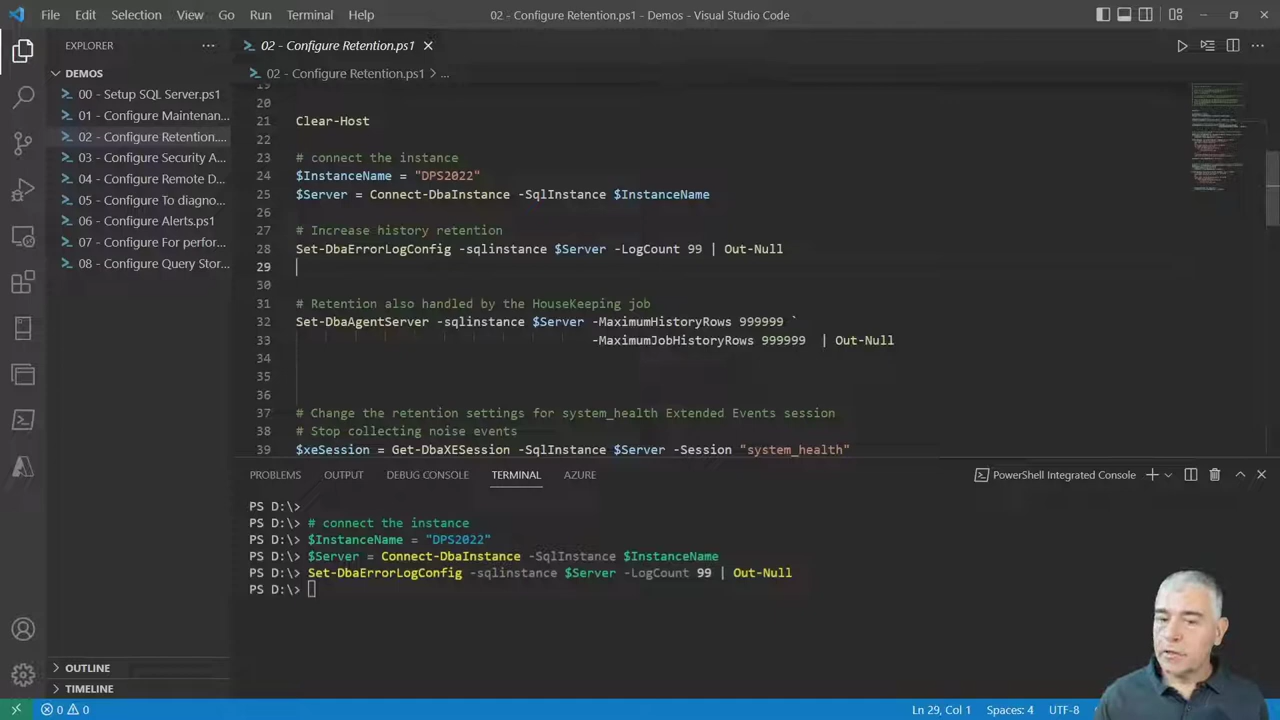 File Edit Selection View Go Run Terminal Help 02 - Configure Retention.ps1 - Demos - Visual Studio Code
EXPLORER
02 - Configure Retention.ps1
DEMOS
02 - Configure Retention.ps1 > ...
00 - Setup SQL Server.ps1
01 - Configure Maintenan...
02 - Configure Retention....
03 - Configure Security A...
04 - Configure Remote D...
05 - Configure To diagno...
06 - Configure Alerts.ps1
07 - Configure For perfor...
08 - Configure Query Stor...
19
20
21 Clear-Host
22
23 # connect the instance
24 $InstanceName = "DPS2022"
25 $Server = Connect-DbaInstance -SqlInstance $InstanceName
26
27 # Increase history retention
28 Set-DbaErrorLogConfig -sqlinstance $Server -LogCount 99 | Out-Null
29
30
31 # Retention also handled by the HouseKeeping job
32 Set-DbaAgentServer -sqlinstance $Server -MaximumHistoryRows 999999 `
33 -MaximumJobHistoryRows 999999 | Out-Null
34
35
36
37 # Change the retention settings for system_health Extended Events session
38 # Stop collecting noise events
39 $xeSession = Get-DbaXESession -SqlInstance $Server -Session "system_health"
PROBLEMS OUTPUT DEBUG CONSOLE TERMINAL AZURE PowerShell Integrated Console
PS D:\>
PS D:\> # connect the instance
PS D:\> $InstanceName = "DPS2022"
PS D:\> $Server = Connect-DbaInstance -SqlInstance $InstanceName
PS D:\> Set-DbaErrorLogConfig -sqlinstance $Server -LogCount 99 | Out-Null
PS D:\>
OUTLINE
TIMELINE
0 0 Ln 29, Col 1 Spaces: 4 UTF-8